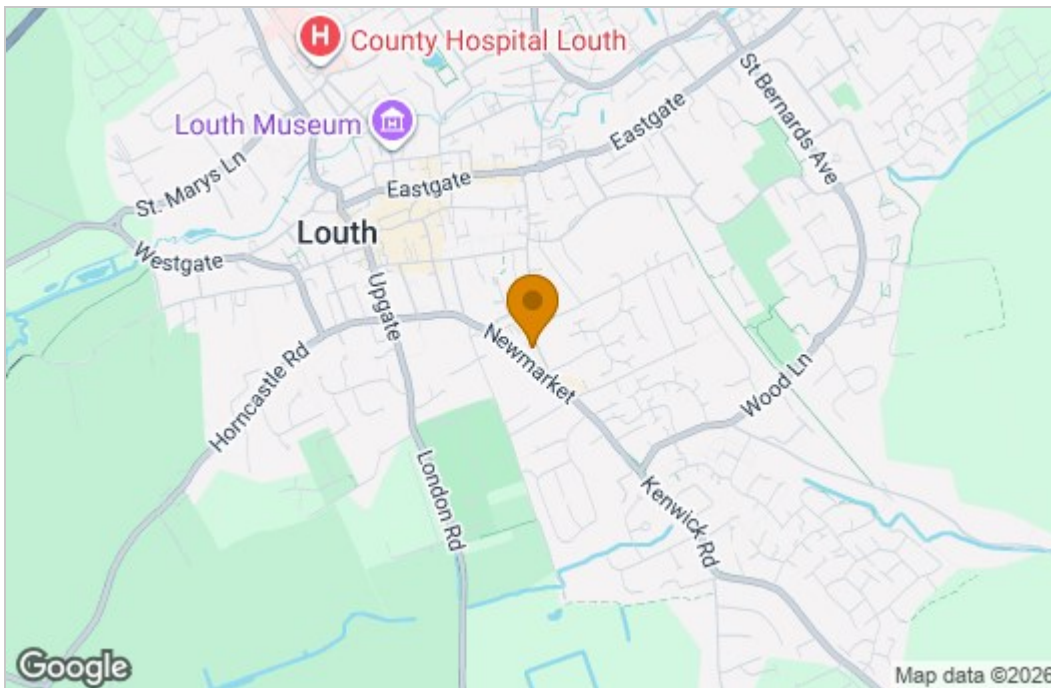 H County Hospital Louth
St Bernards Ave
Louth Museum
Eastgate
St. Marys Ln
Eastgate
Louth
Westgate
Upgate
Newmarket
Horncastle Rd
Wood Ln
London Rd
Kenwick Rd
Google
Map data ©2026